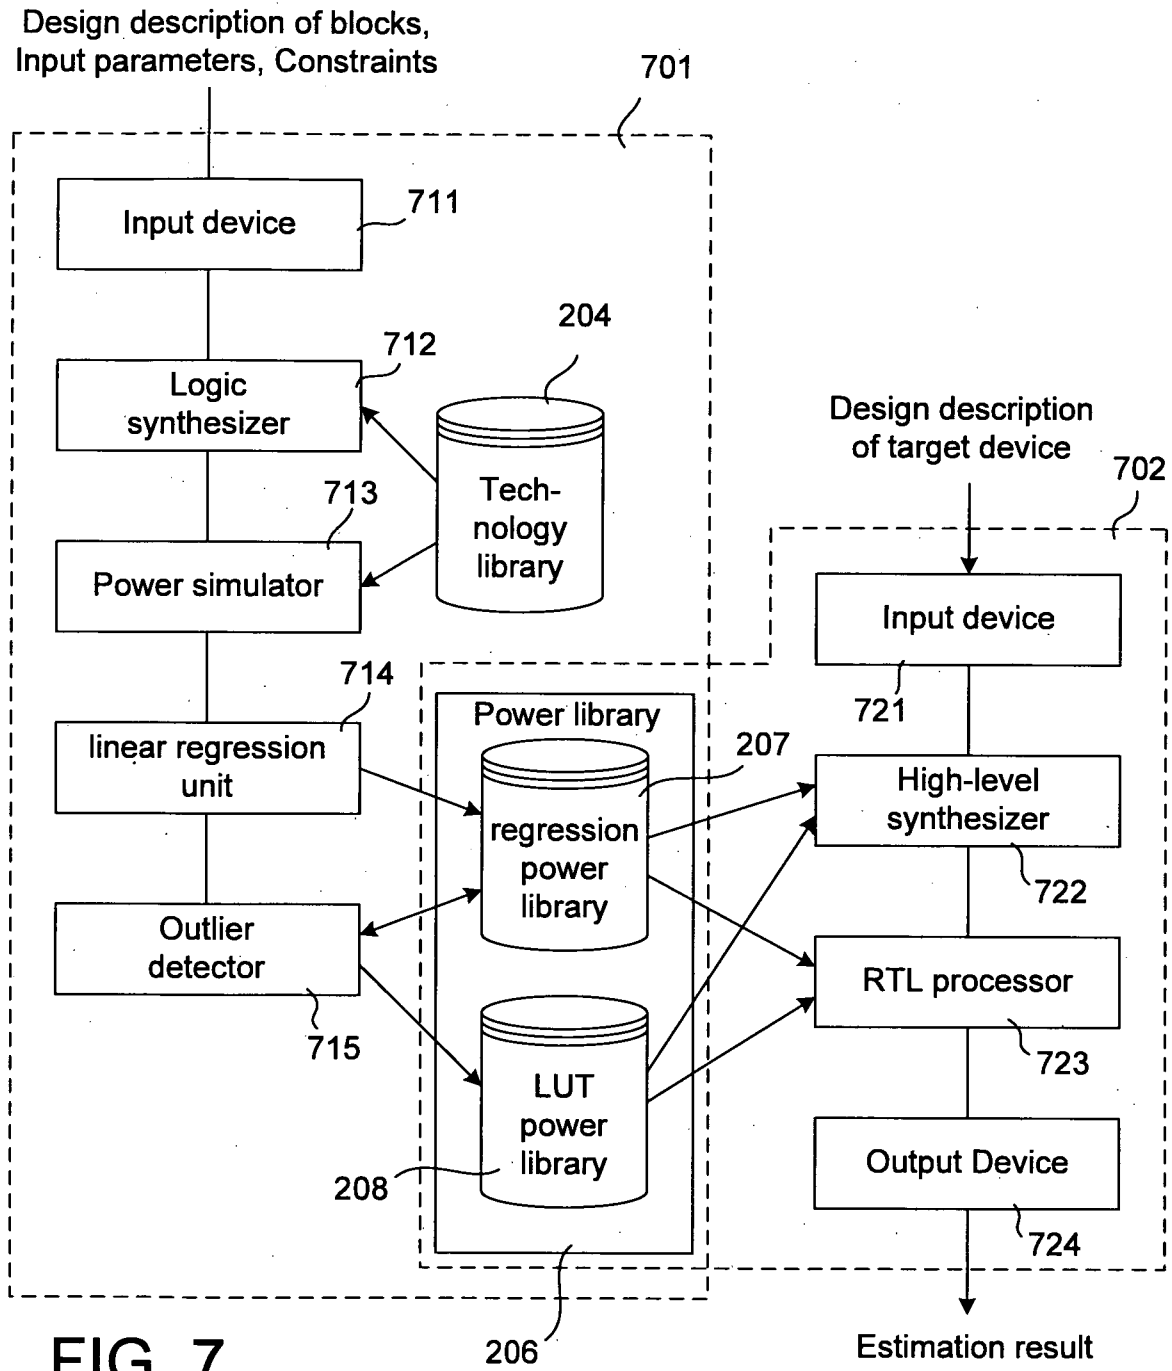 Design description of blocks,
Input parameters, Constraints
701
Input device
711
204
712
Logic
synthesizer
Tech-
nology
library
Design description
of target device
702
713
Power simulator
Input device
721
714
linear regression
unit
Power library
207
regression
power
library
High-level
synthesizer
722
Outlier
detector
715
RTL processor
723
LUT
power
library
208
Output Device
724
206
Estimation result
FIG. 7